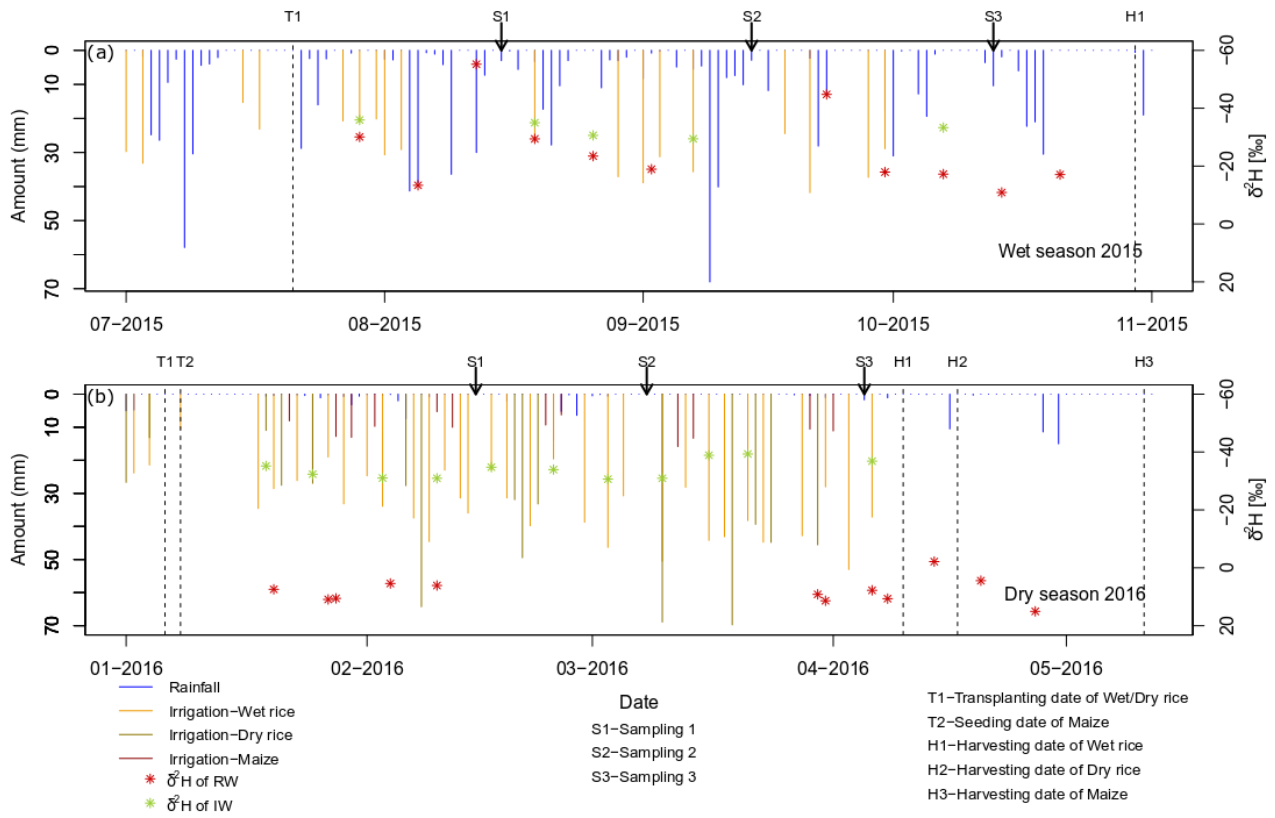 T1 S1 S2 S3 H1
(a)
Amount (mm)
0
10
30
50
70
−60
−40
−20
0
20
δ²H [‰]
Wet season 2015
07−2015 08−2015 09−2015 10−2015 11−2015
T1 T2 S1 S2 S3 H1 H2 H3
(b)
Amount (mm)
0
10
30
50
70
−60
−40
−20
0
20
δ²H [‰]
Dry season 2016
01−2016 02−2016 03−2016 04−2016 05−2016
Date
Rainfall
Irrigation−Wet rice
Irrigation−Dry rice
Irrigation−Maize
δ²H of RW
δ²H of IW
S1−Sampling 1
S2−Sampling 2
S3−Sampling 3
T1−Transplanting date of Wet/Dry rice
T2−Seeding date of Maize
H1−Harvesting date of Wet rice
H2−Harvesting date of Dry rice
H3−Harvesting date of Maize